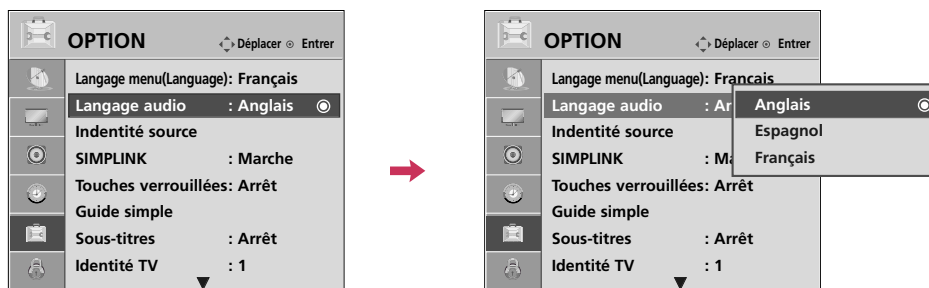 OPTION
Déplacer
Entrer
Langage menu(Language): Français
Langage audio : Anglais
Indentité source
SIMPLINK : Marche
Touches verrouillées: Arrêt
Guide simple
Sous-titres : Arrêt
Identité TV : 1
OPTION
Déplacer
Entrer
Langage menu(Language): Français
Langage audio : Ar
Indentité source
SIMPLINK : Ma
Touches verrouillées: Arrêt
Guide simple
Sous-titres : Arrêt
Identité TV : 1
Anglais
Espagnol
Français